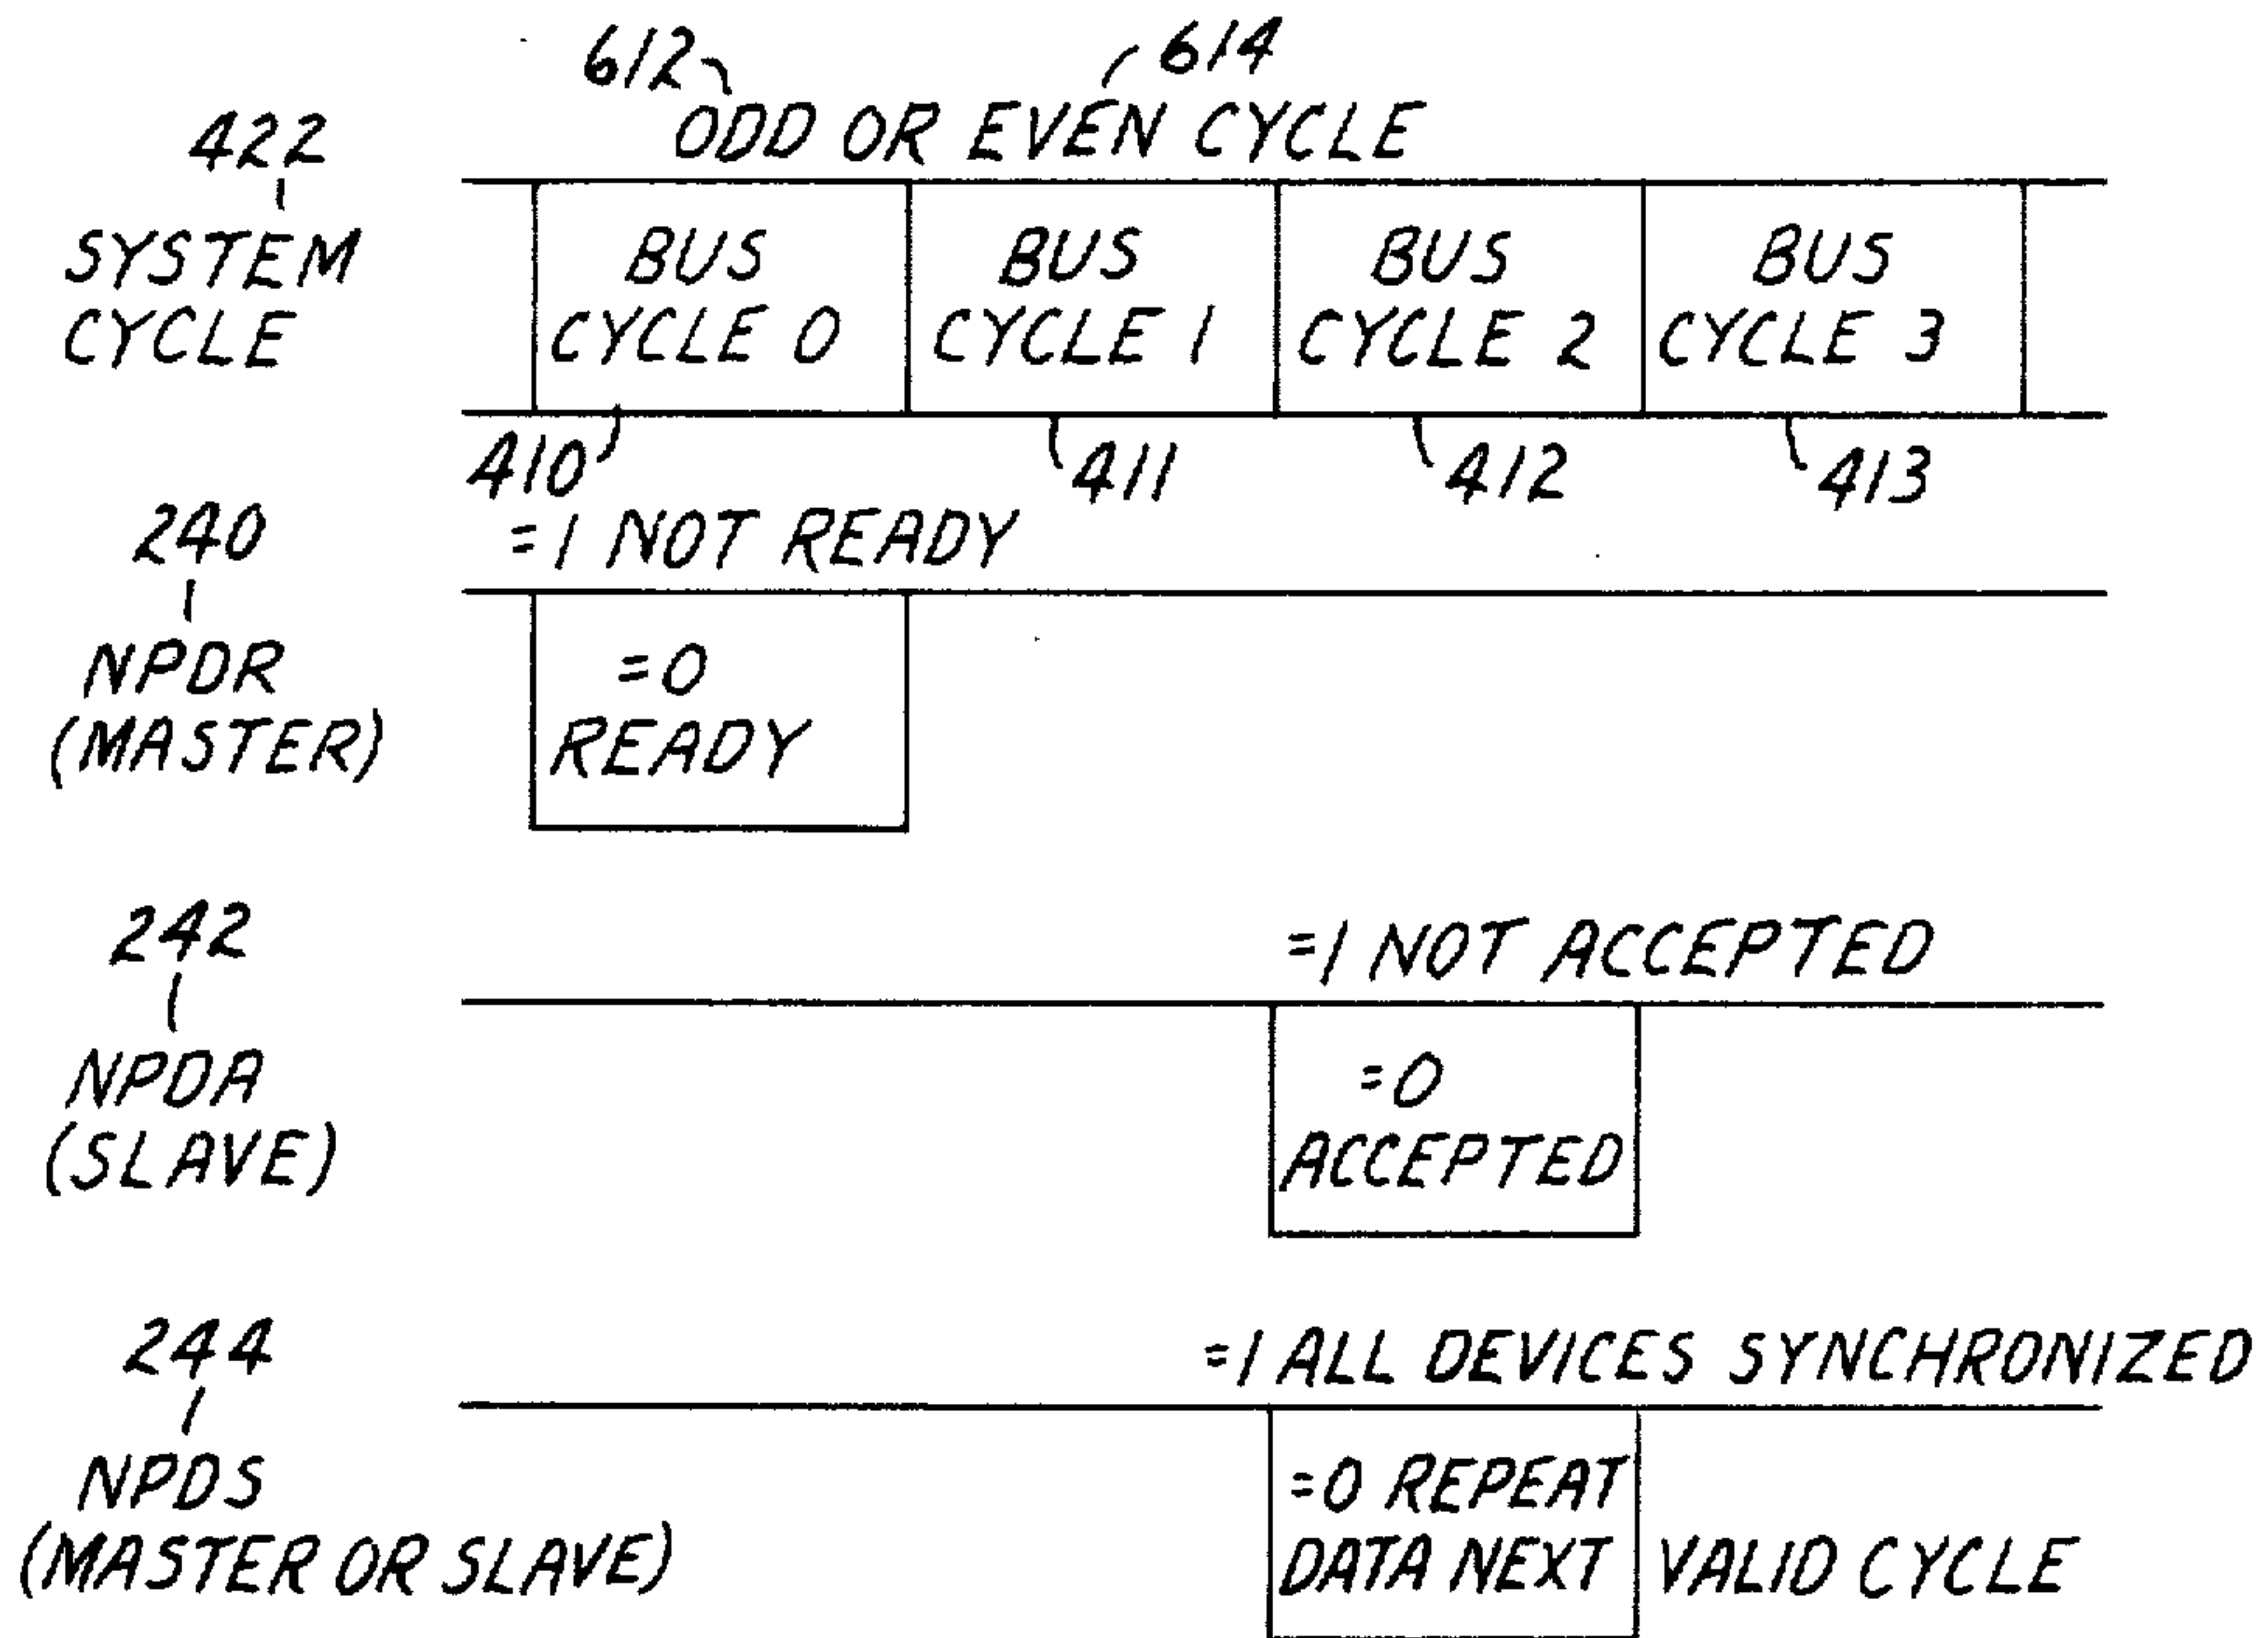 612 614
422 ODD OR EVEN CYCLE
SYSTEM CYCLE
BUS CYCLE 0
BUS CYCLE 1
BUS CYCLE 2
BUS CYCLE 3
410 411 412 413
240 =1 NOT READY
NPDR
(MASTER)
=0
READY
242 =1 NOT ACCEPTED
NPDA
(SLAVE)
=0
ACCEPTED
244 =1 ALL DEVICES SYNCHRONIZED
NPDS
(MASTER OR SLAVE)
=0 REPEAT
DATA NEXT VALID CYCLE